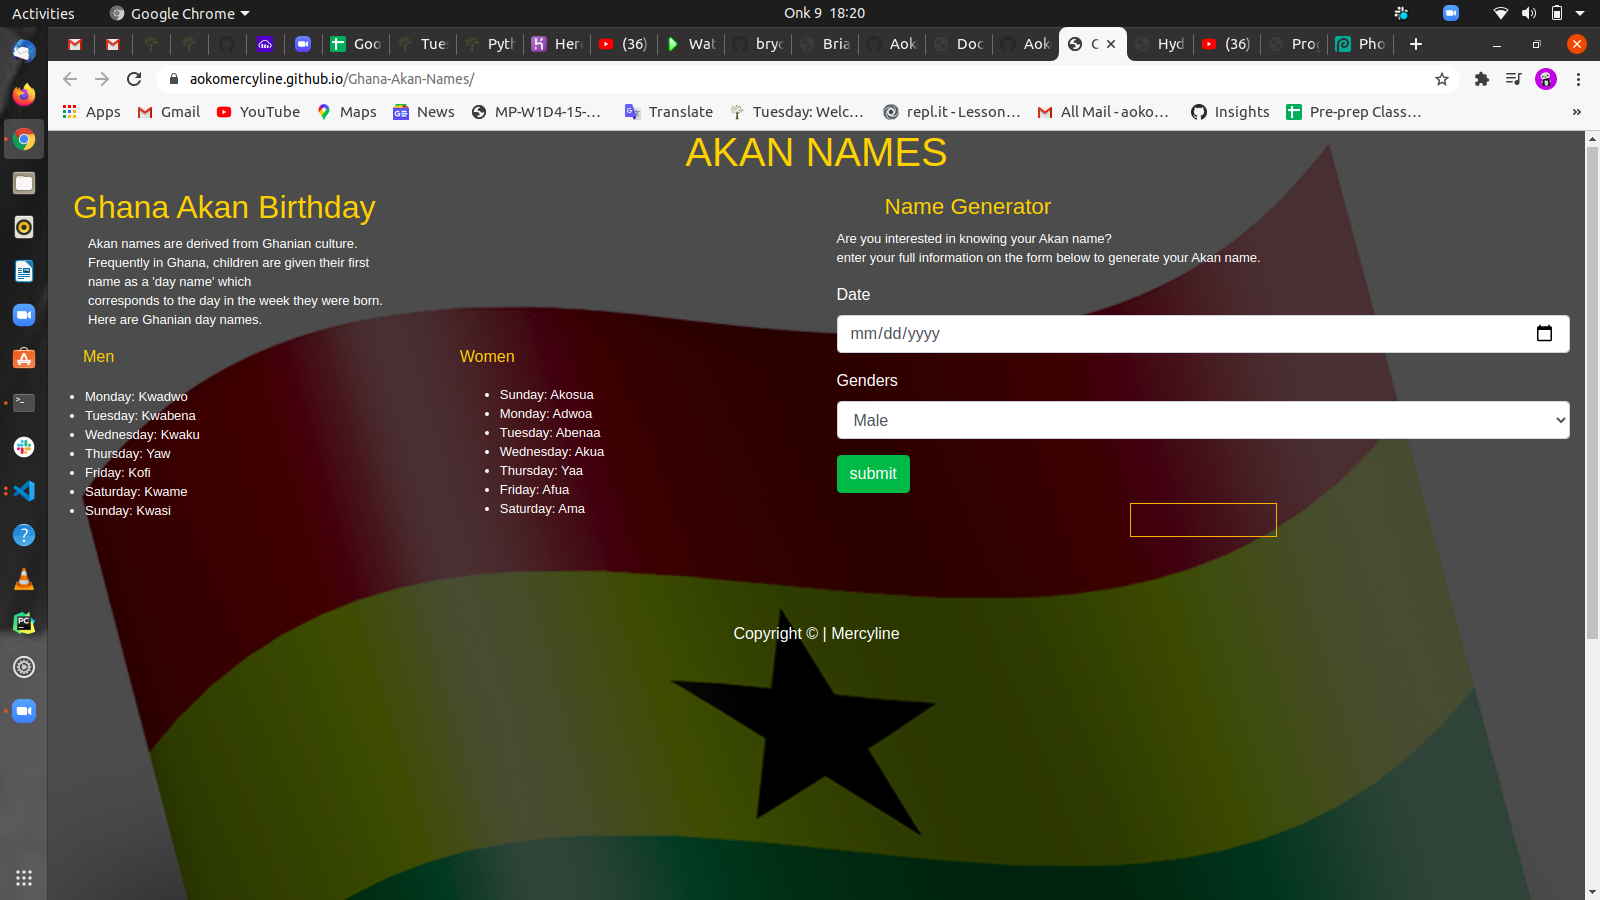 Activities
Google Chrome
Onk 9 18:20
Goo
Tue
Pyth
Her
(36)
Wat
bryc
Bria
Aok
Doc
Aok
Hyd
(36)
Pro
Pho
aokomercyline.github.io/Ghana-Akan-Names/
Apps
Gmail
YouTube
Maps
News
MP-W1D4-15-...
Translate
Tuesday: Welc...
repl.it - Lesson...
All Mail - aoko...
Insights
Pre-prep Class...
»
AKAN NAMES
Ghana Akan Birthday
Akan names are derived from Ghanian culture.
Frequently in Ghana, children are given their first
name as a 'day name' which
corresponds to the day in the week they were born.
Here are Ghanian day names.
Men
Monday: Kwadwo
Tuesday: Kwabena
Wednesday: Kwaku
Thursday: Yaw
Friday: Kofi
Saturday: Kwame
Sunday: Kwasi
Women
Sunday: Akosua
Monday: Adwoa
Tuesday: Abenaa
Wednesday: Akua
Thursday: Yaa
Friday: Afua
Saturday: Ama
Name Generator
Are you interested in knowing your Akan name?
enter your full information on the form below to generate your Akan name.
Date
mm/dd/yyyy
Genders
Male
submit
Copyright © | Mercyline